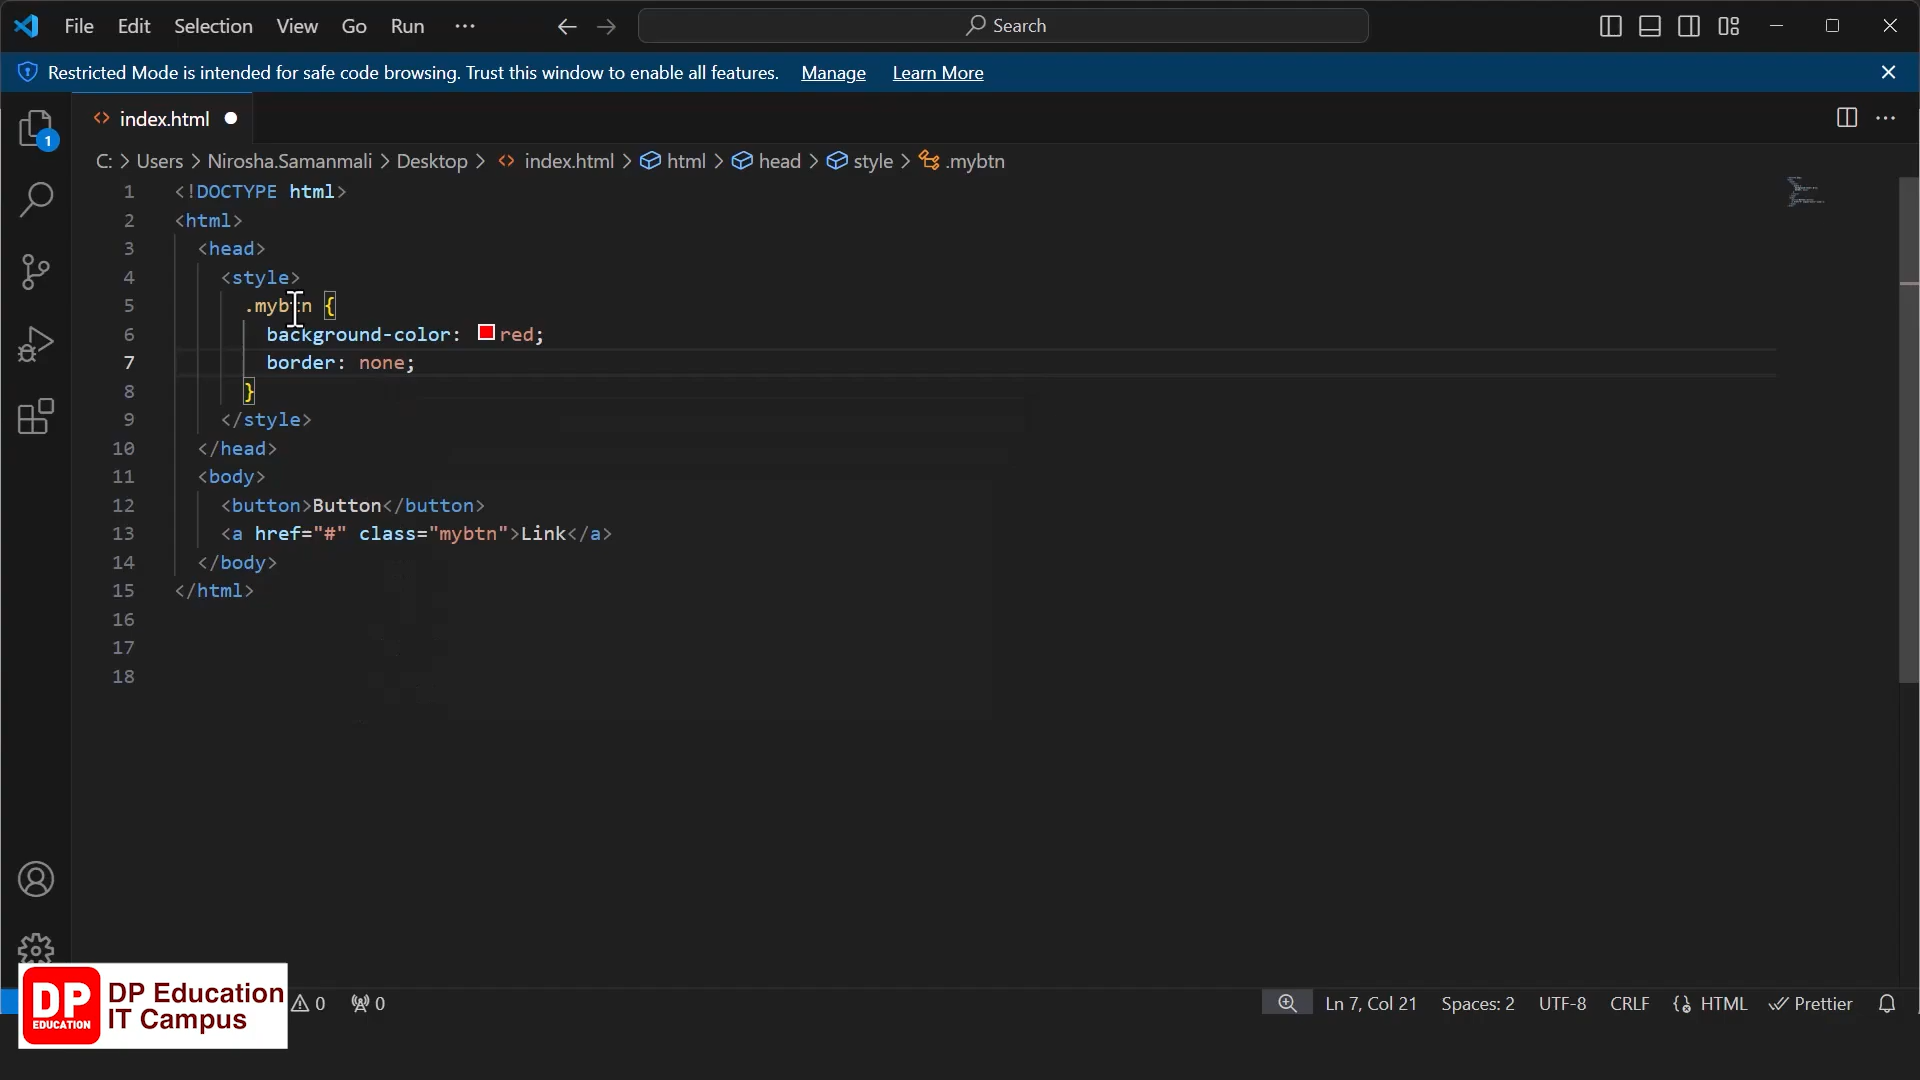 File Edit Selection View Go Run ··· Search
Restricted Mode is intended for safe code browsing. Trust this window to enable all features. Manage Learn More
1
index.html
C: > Users > Nirosha.Samanmali > Desktop > index.html > html > head > style > .mybtn
1 <!DOCTYPE html>
2 <html>
3 <head>
4 <style>
5 .mybtn {
6 background-color: red;
7 border: none;
8 }
9 </style>
10 </head>
11 <body>
12 <button>Button</button>
13 <a href="#" class="mybtn">Link</a>
14 </body>
15 </html>
16
17
18
DP EDUCATION
DP Education
IT Campus
0 0 Ln 7, Col 21 Spaces: 2 UTF-8 CRLF HTML Prettier